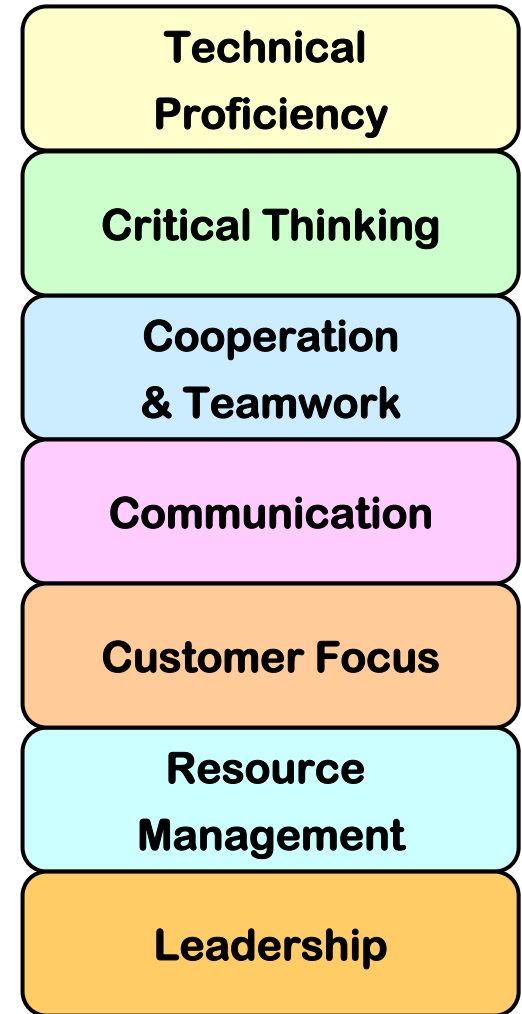 Technical
Proficiency
Critical Thinking
Cooperation
& Teamwork
Communication
Customer Focus
Resource
Management
Leadership